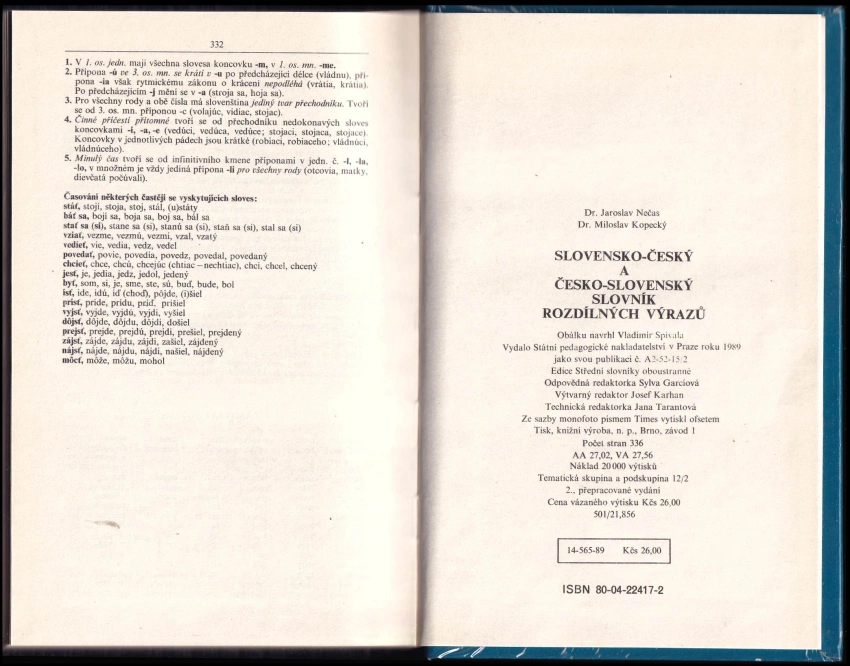 332
1. V 1. os. jedn. mají všechna slovesa koncovku -m, v 1. os. mn. -me.
2. Přípona -ú ve 3. os. mn. se krátí v -u po předcházející délce (vládnu), pří-
pona -ia však rytmickému zákonu o krácení nepodléhá (vrátia, krátia).
Po předcházejícím -j mění se v -a (stroja sa, hoja sa).
3. Pro všechny rody a obě čísla má slovenština jediný tvar přechodníku. Tvoří
se od 3. os. mn. příponou -c (volajúc, vidiac, stojac).
4. Činné příčestí přítomné tvoří se od přechodníku nedokonavých sloves
koncovkami -i, -a, -e (vedúci, vedúca, vedúce; stojaci, stojaca, stojace).
Koncovky v jednotlivých pádech jsou krátké (robiaci, robiaceho; vládnúci,
vládnúceho).
5. Minulý čas tvoří se od infinitivního kmene příponami v jedn. č. -l, -la,
-lo, v množném je vždy jediná přípona -li pro všechny rody (otcovia, matky,
dievčatá počúvali).
Časování některých častěji se vyskytujících sloves:
stáť, stojí, stoja, stoj, stál, (u)státy
báť sa, bojí sa, boja sa, boj sa, bál sa
stať sa (si), stane sa (si), stanú sa (si), staň sa (si), stal sa (si)
vziať, vezme, vezmú, vezmi, vzal, vzatý
vedieť, vie, vedia, vedz, vedel
povedať, povie, povedia, povedz, povedal, povedaný
chcieť, chce, chcú, chcejúc (chtiac – nechtiac), chci, chcel, chcený
jesť, je, jedia, jedz, jedol, jedený
byť, som, si, je, sme, ste, sú, buď, bude, bol
ísť, ide, idú, iď (choď), pôjde, (i)šiel
prísť, príde, prídu, príď, prišiel
vyjsť, vyjde, vyjdú, vyjdi, vyšiel
dôjsť, dôjde, dôjdu, dôjdi, došiel
prejsť, prejde, prejdú, prejdi, prešiel, prejdený
zájsť, zájde, zájdu, zájdi, zašiel, zájdený
nájsť, nájde, nájdu, nájdi, našiel, nájdený
môcť, môže, môžu, mohol
Dr. Jaroslav Nečas
Dr. Miloslav Kopecký
SLOVENSKO-ČESKÝ
A
ČESKO-SLOVENSKÝ
SLOVNÍK
ROZDÍLNÝCH VÝRAZŮ
Obálku navrhl Vladimír Spivala
Vydalo Státní pedagogické nakladatelství v Praze roku 1989
jako svou publikaci č. A2-52-15/2
Edice Střední slovníky oboustranné
Odpovědná redaktorka Sylva Garcíová
Výtvarný redaktor Josef Karhan
Technická redaktorka Jana Tarantová
Ze sazby monofoto písmem Times vytiskl ofsetem
Tisk, knižní výroba, n. p., Brno, závod 1
Počet stran 336
AA 27,02, VA 27,56
Náklad 20 000 výtisků
Tematická skupina a podskupina 12/2
2., přepracované vydání
Cena vázaného výtisku Kčs 26,00
501/21,856
14-565-89 Kčs 26,00
ISBN 80-04-22417-2